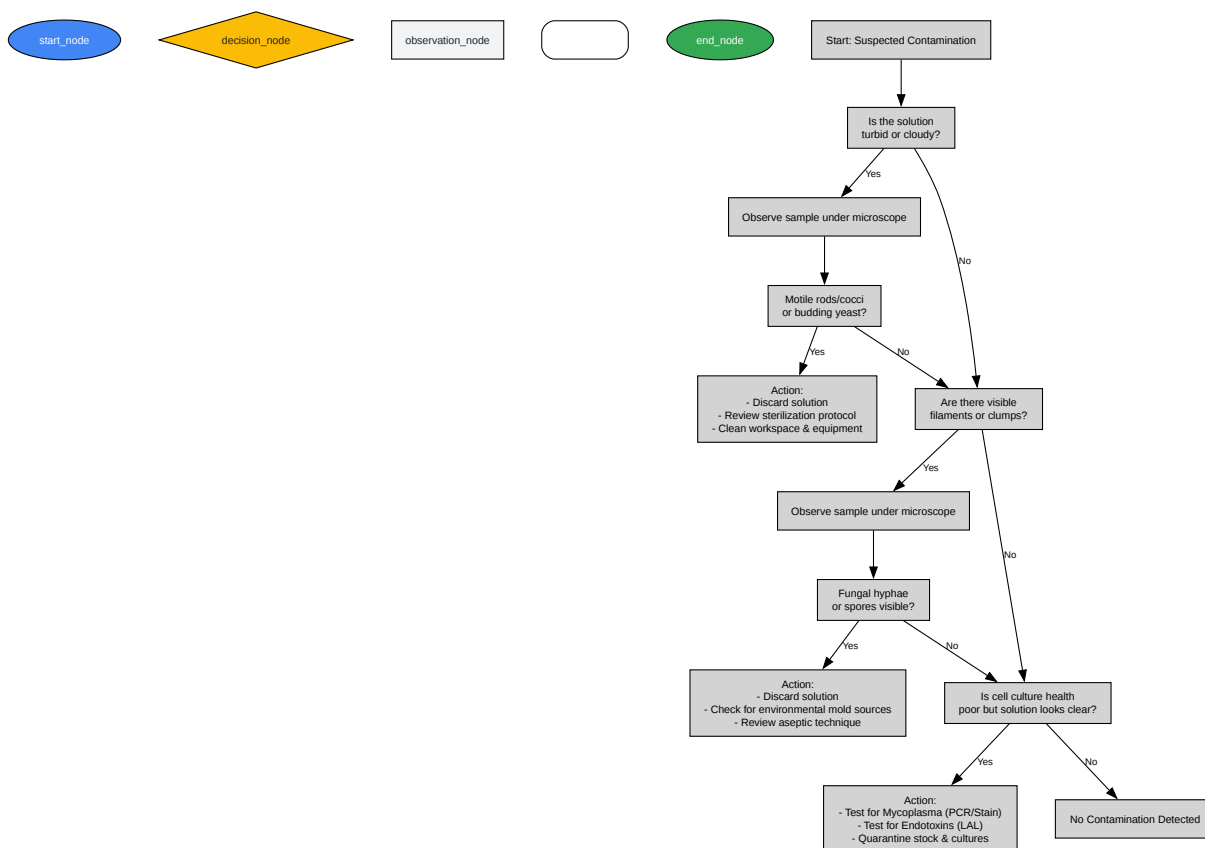 start_node
decision_node
observation_node
end_node
Start: Suspected Contamination
Is the solution
turbid or cloudy?
Yes
Observe sample under microscope
No
Motile rods/cocci
or budding yeast?
Yes
No
Action:
- Discard solution
- Review sterilization protocol
- Clean workspace & equipment
Are there visible
filaments or clumps?
Yes
Observe sample under microscope
No
Fungal hyphae
or spores visible?
Yes
No
Action:
- Discard solution
- Check for environmental mold sources
- Review aseptic technique
Is cell culture health
poor but solution looks clear?
Yes
No
Action:
- Test for Mycoplasma (PCR/Stain)
- Test for Endotoxins (LAL)
- Quarantine stock & cultures
No Contamination Detected